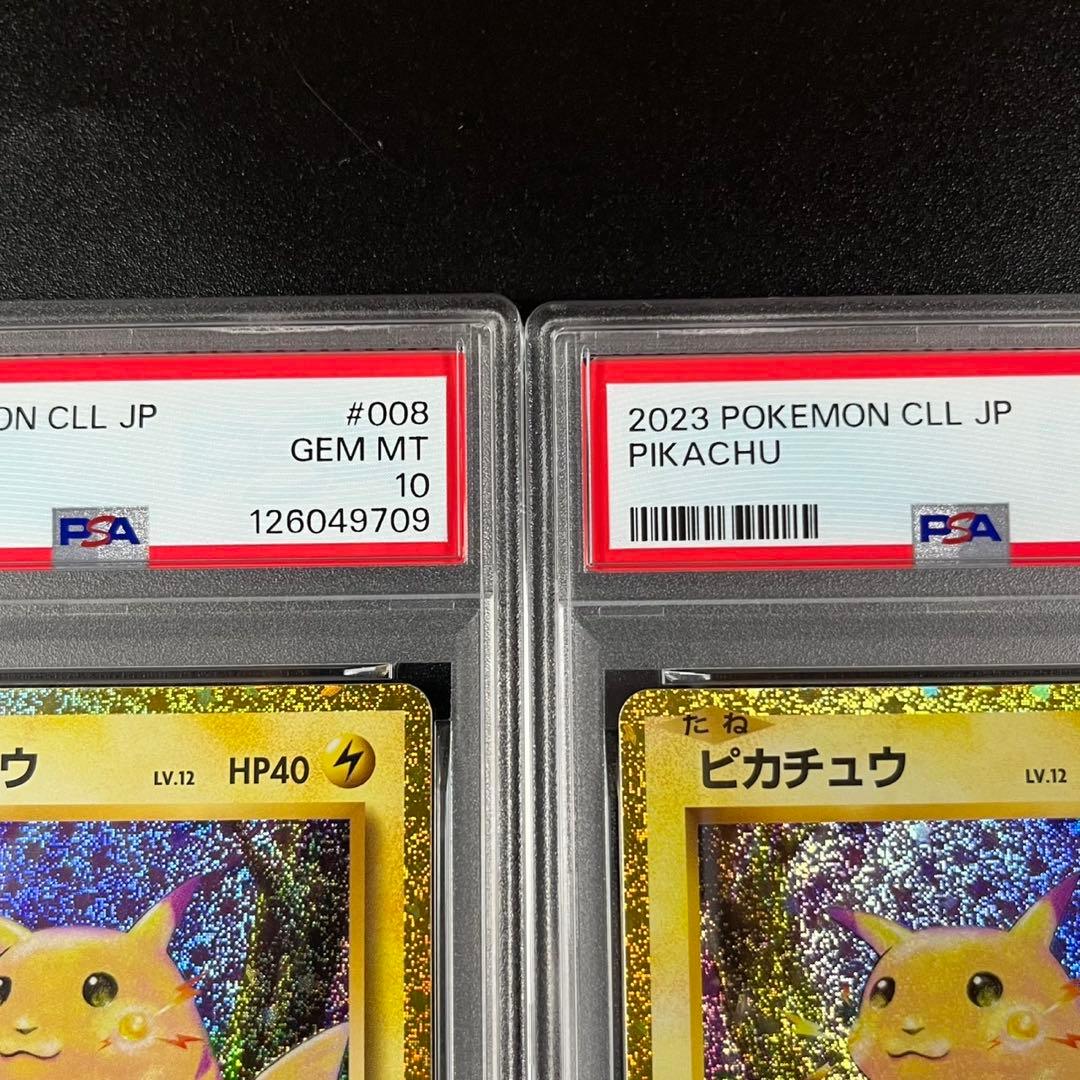 ON CLL JP
#008
GEM MT
10
126049709
PSA
2023 POKEMON CLL JP
PIKACHU
PSA
ウ
LV.12
HP40
たね
ピカチュウ
LV.12